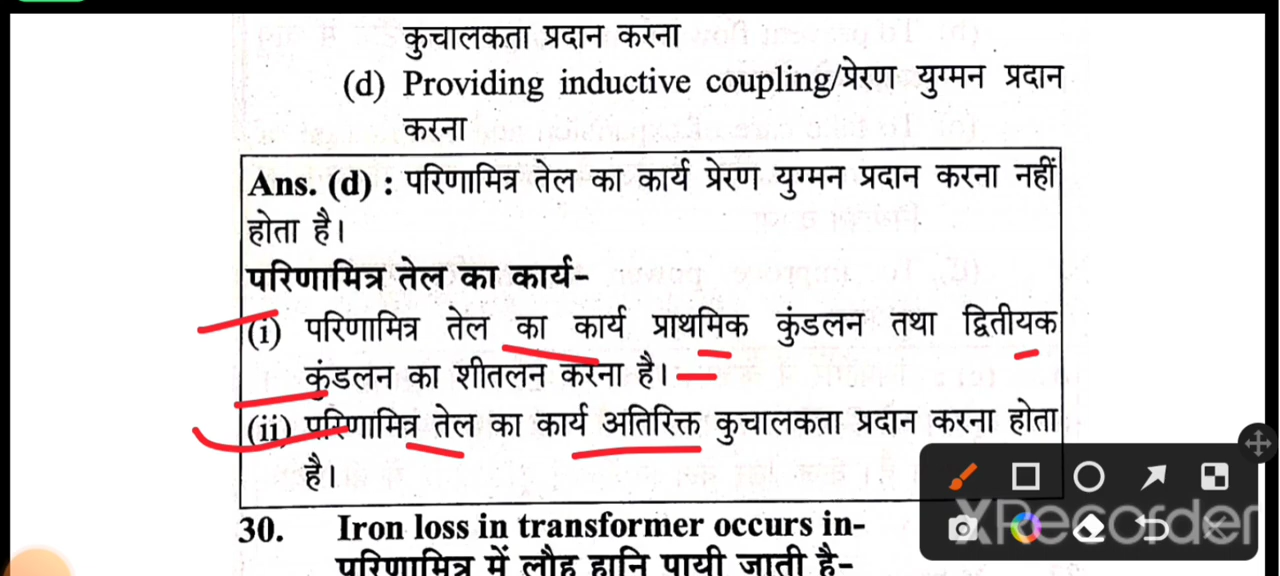 कुचालकता प्रदान करना
(d) Providing inductive coupling/प्रेरण युग्मन प्रदान
करना
Ans. (d) : परिणामित्र तेल का कार्य प्रेरण युग्मन प्रदान करना नहीं
होता है।
परिणामित्र तेल का कार्य-
(i) परिणामित्र तेल का कार्य प्राथमिक कुंडलन तथा द्वितीयक
कुंडलन का शीतलन करना है।
(ii) परिणामित्र तेल का कार्य अतिरिक्त कुचालकता प्रदान करना होता
है।
30. Iron loss in transformer occurs in-
परिणामित्र में लौह हानि पायी जाती है-
XRecorder